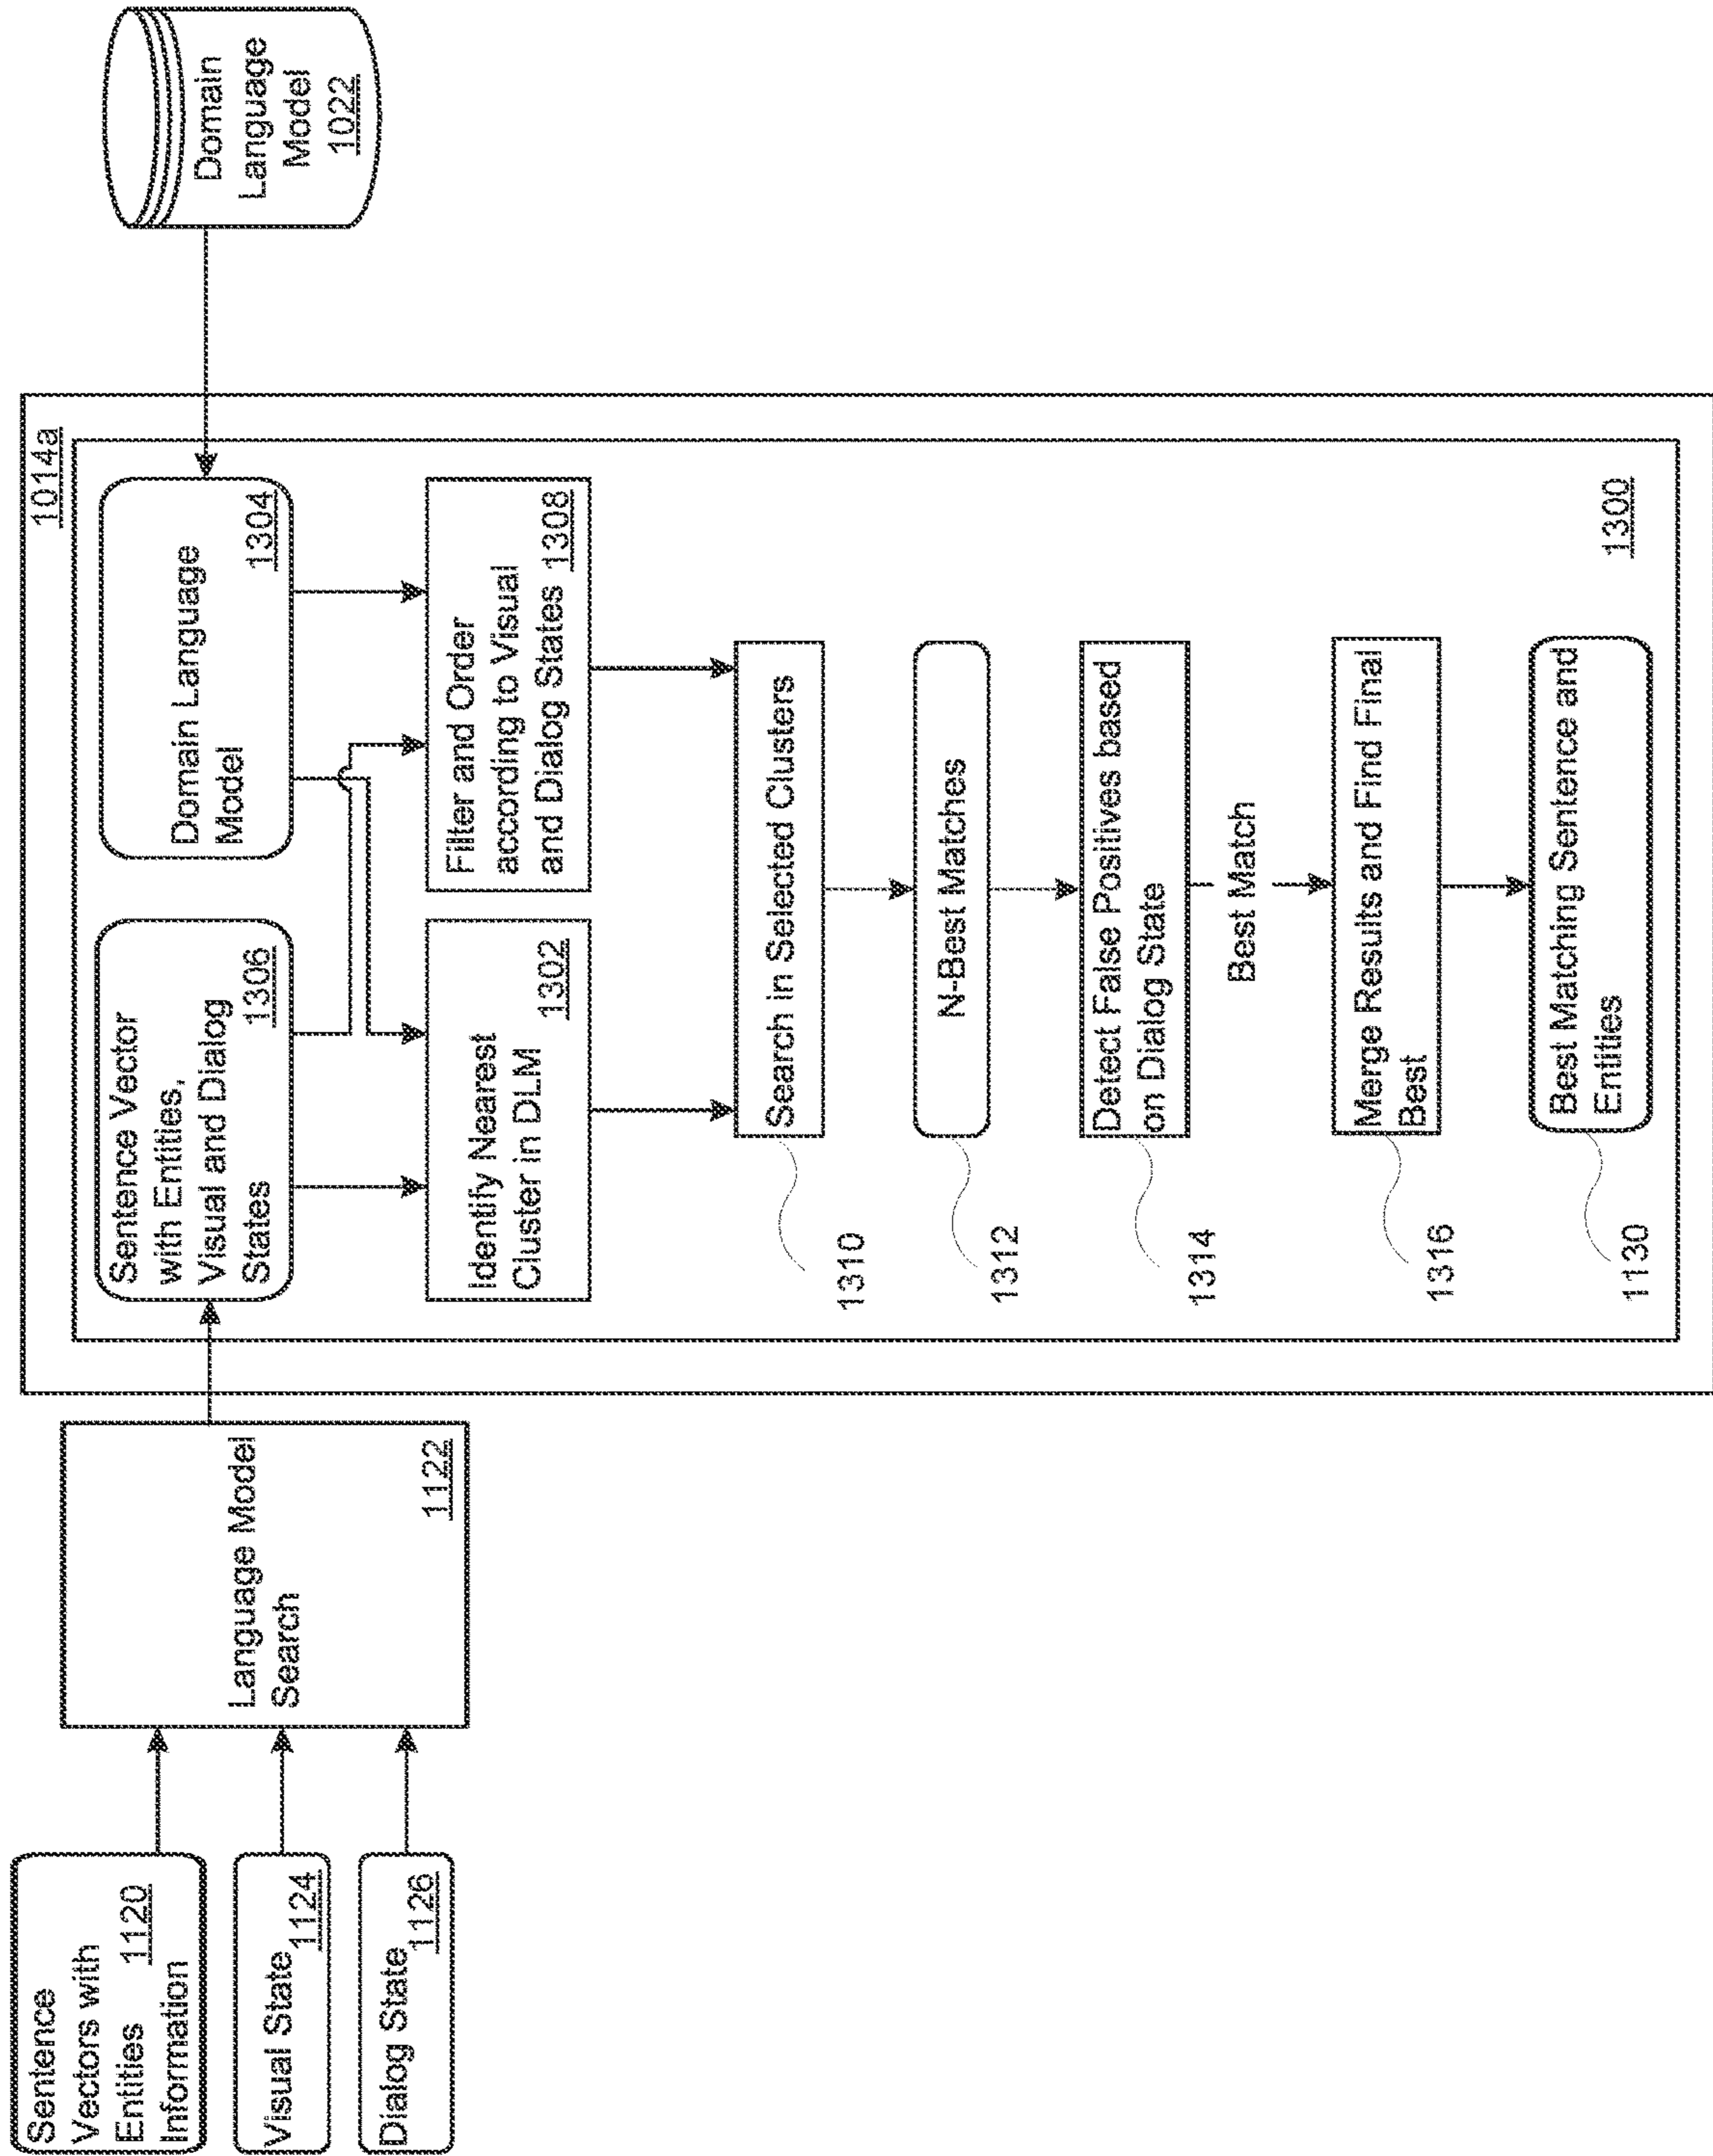 Sentence
Vectors with
Entities 1120
Information
Visual State 1124
Dialog State 1126
Language Model
Search
1122
1014a
Sentence Vector
with Entities,
Visual and Dialog
States 1306
Domain Language
Model 1304
Domain
Language
Model
1022
Identify Nearest
Cluster in DLM 1302
Filter and Order
according to Visual
and Dialog States 1308
1310
Search in Selected Clusters
1312
N-Best Matches
1314
Detect False Positives based
on Dialog State
Best Match
1316
Merge Results and Find Final
Best
1130
Best Matching Sentence and
Entities
1300